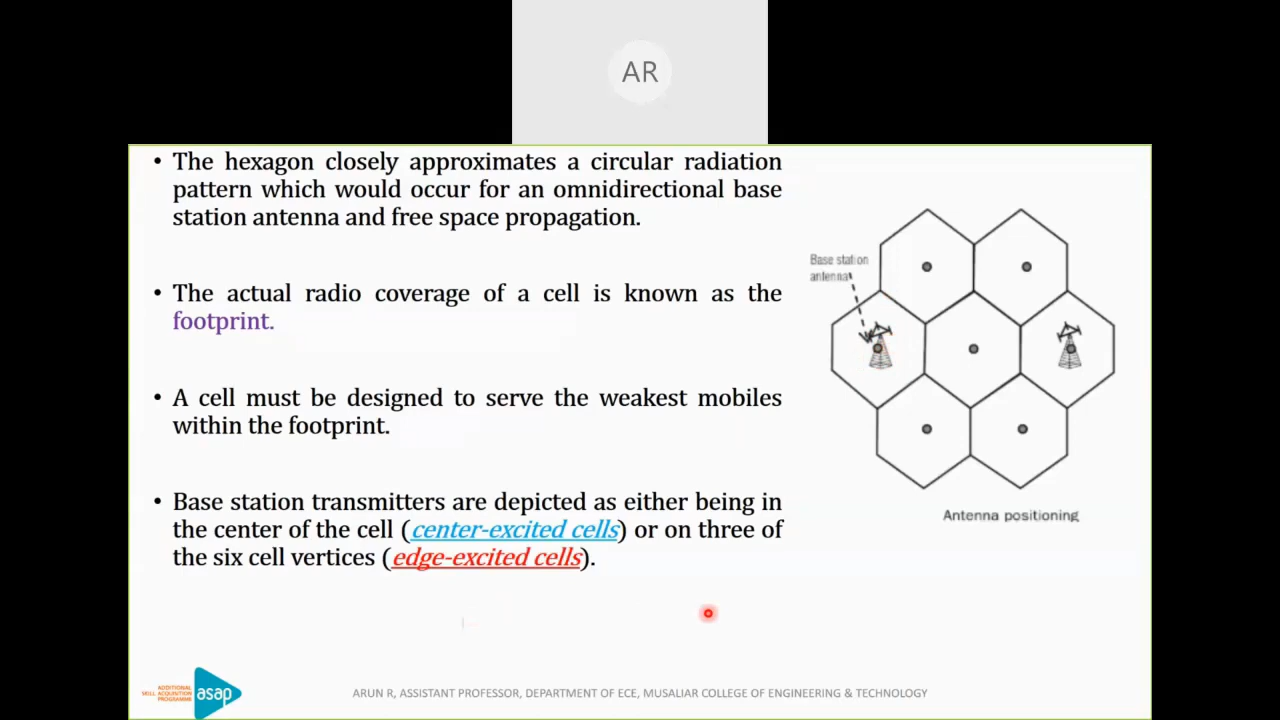 AR
• The hexagon closely approximates a circular radiation
pattern which would occur for an omnidirectional base
station antenna and free space propagation.
• The actual radio coverage of a cell is known as the
footprint.
• A cell must be designed to serve the weakest mobiles
within the footprint.
• Base station transmitters are depicted as either being in
the center of the cell (center-excited cells) or on three of
the six cell vertices (edge-excited cells).
Base station
antenna
Antenna positioning
ADDITIONAL
SKILL ACQUISITION
PROGRAMME
asap
ARUN R, ASSISTANT PROFESSOR, DEPARTMENT OF ECE, MUSALIAR COLLEGE OF ENGINEERING & TECHNOLOGY